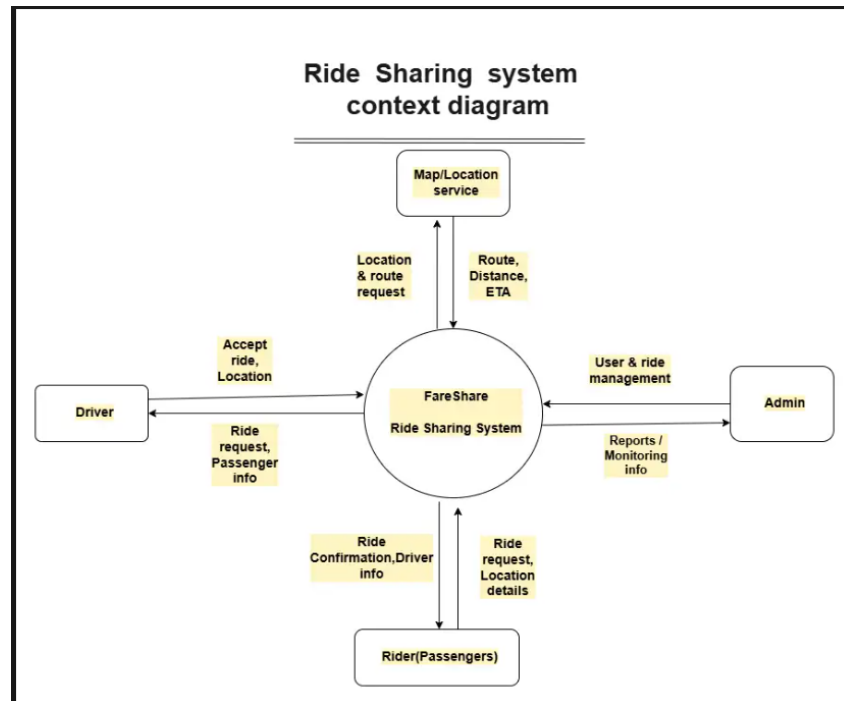 Ride Sharing system
context diagram
Map/Location
service
Location
& route
request
Route,
Distance,
ETA
Accept
ride,
Location
User & ride
management
Driver
FareShare
Ride Sharing System
Admin
Ride
request,
Passenger
info
Reports /
Monitoring
info
Ride
Confirmation,Driver
info
Ride
request,
Location
details
Rider(Passengers)